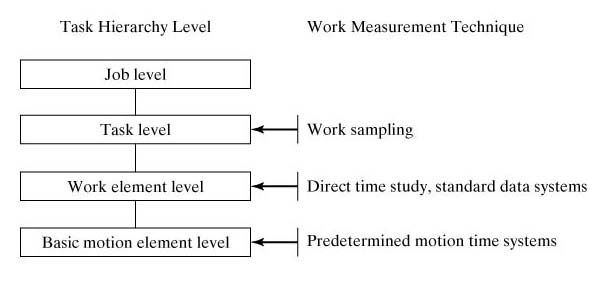 Task Hierarchy Level
Work Measurement Technique
Job level
Task level
Work sampling
Work element level
Direct time study, standard data systems
Basic motion element level
Predetermined motion time systems